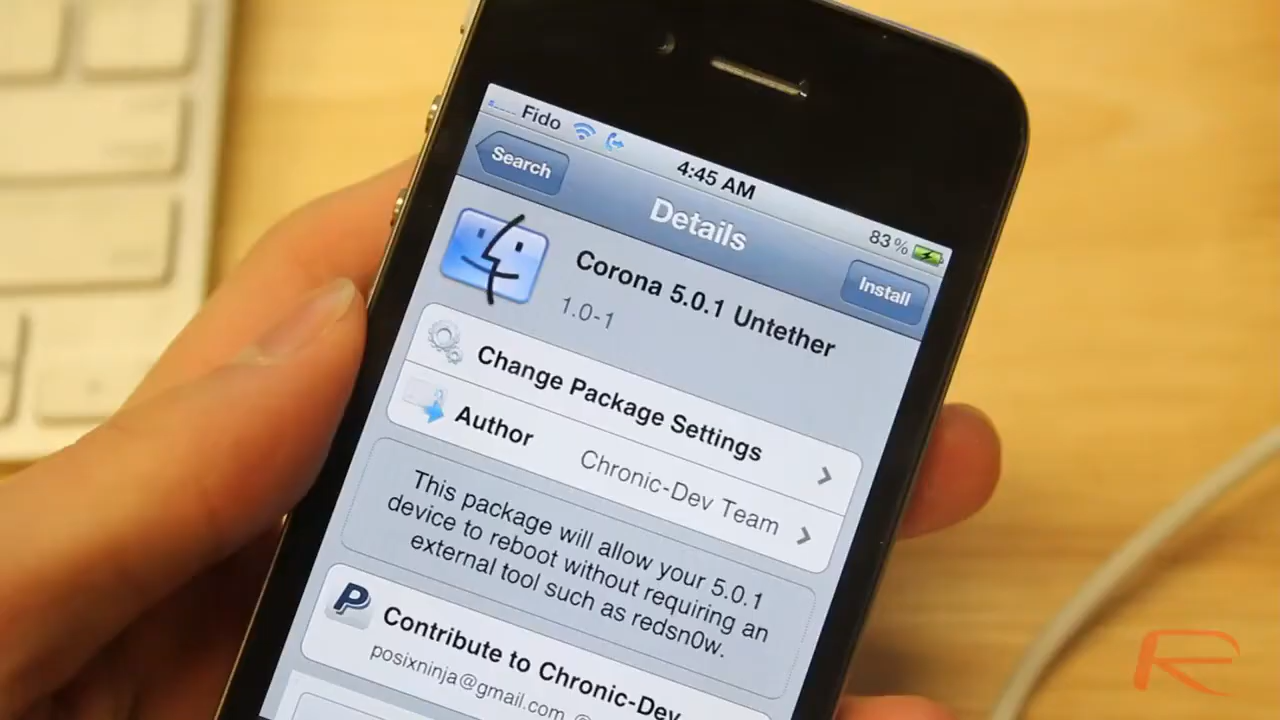 Fido
4:45 AM
83%
Search
Details
Install
Corona 5.0.1 Untether
1.0-1
Change Package Settings
Author
Chronic-Dev Team
This package will allow your 5.0.1
device to reboot without requiring an
external tool such as redsn0w.
Contribute to Chronic-Dev
posixninja@gmail.com